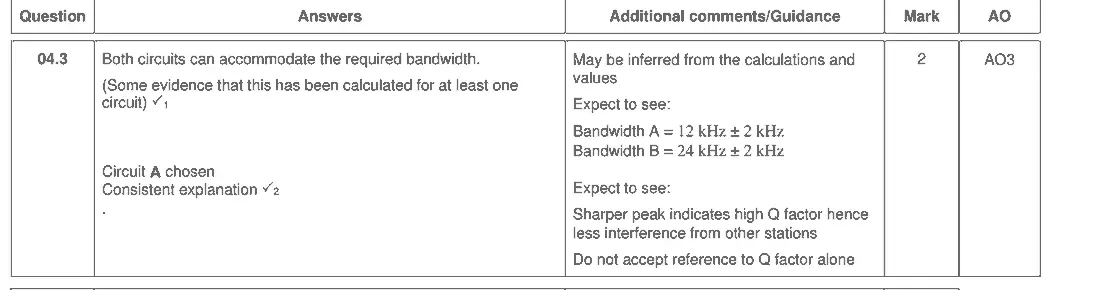 Question Answers Additional comments/Guidance Mark AO
04.3 Both circuits can accommodate the required bandwidth.
(Some evidence that this has been calculated for at least one
circuit) ✓1
Circuit A chosen
Consistent explanation ✓2
.
May be inferred from the calculations and
values
Expect to see:
Bandwidth A = 12 kHz ± 2 kHz
Bandwidth B = 24 kHz ± 2 kHz
Expect to see:
Sharper peak indicates high Q factor hence
less interference from other stations
Do not accept reference to Q factor alone
2
AO3